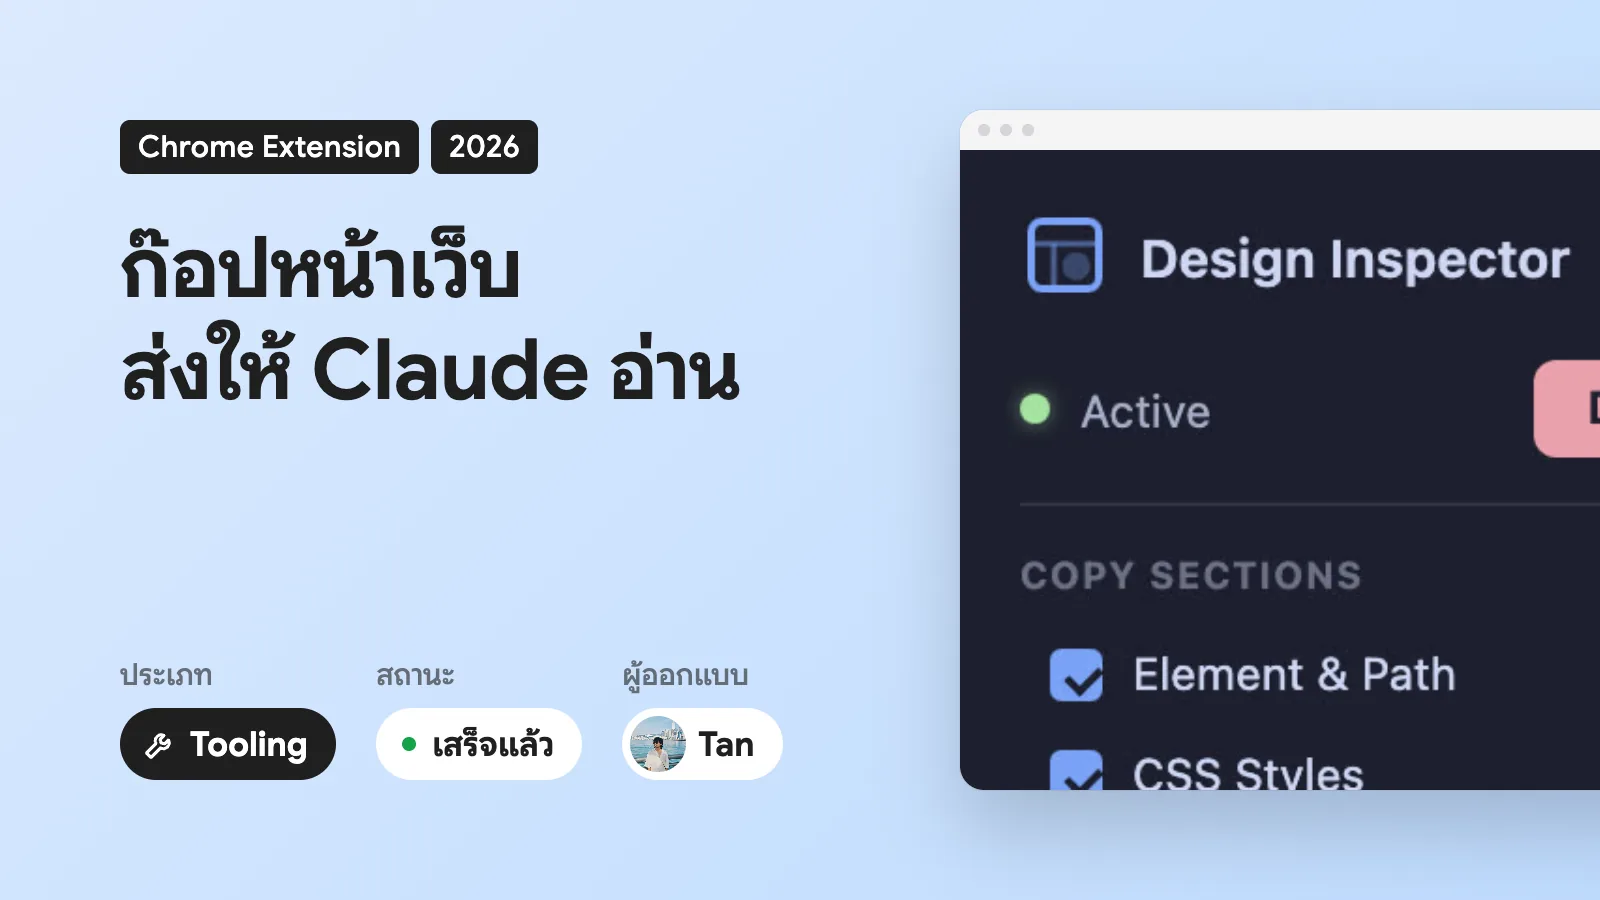 Chrome Extension 2026
ก๊อปหน้าเว็บ
ส่งให้ Claude อ่าน
ประเภท สถานะ ผู้ออกแบบ
Tooling เสร็จแล้ว Tan
Design Inspector
Active
COPY SECTIONS
Element & Path
CSS Styles